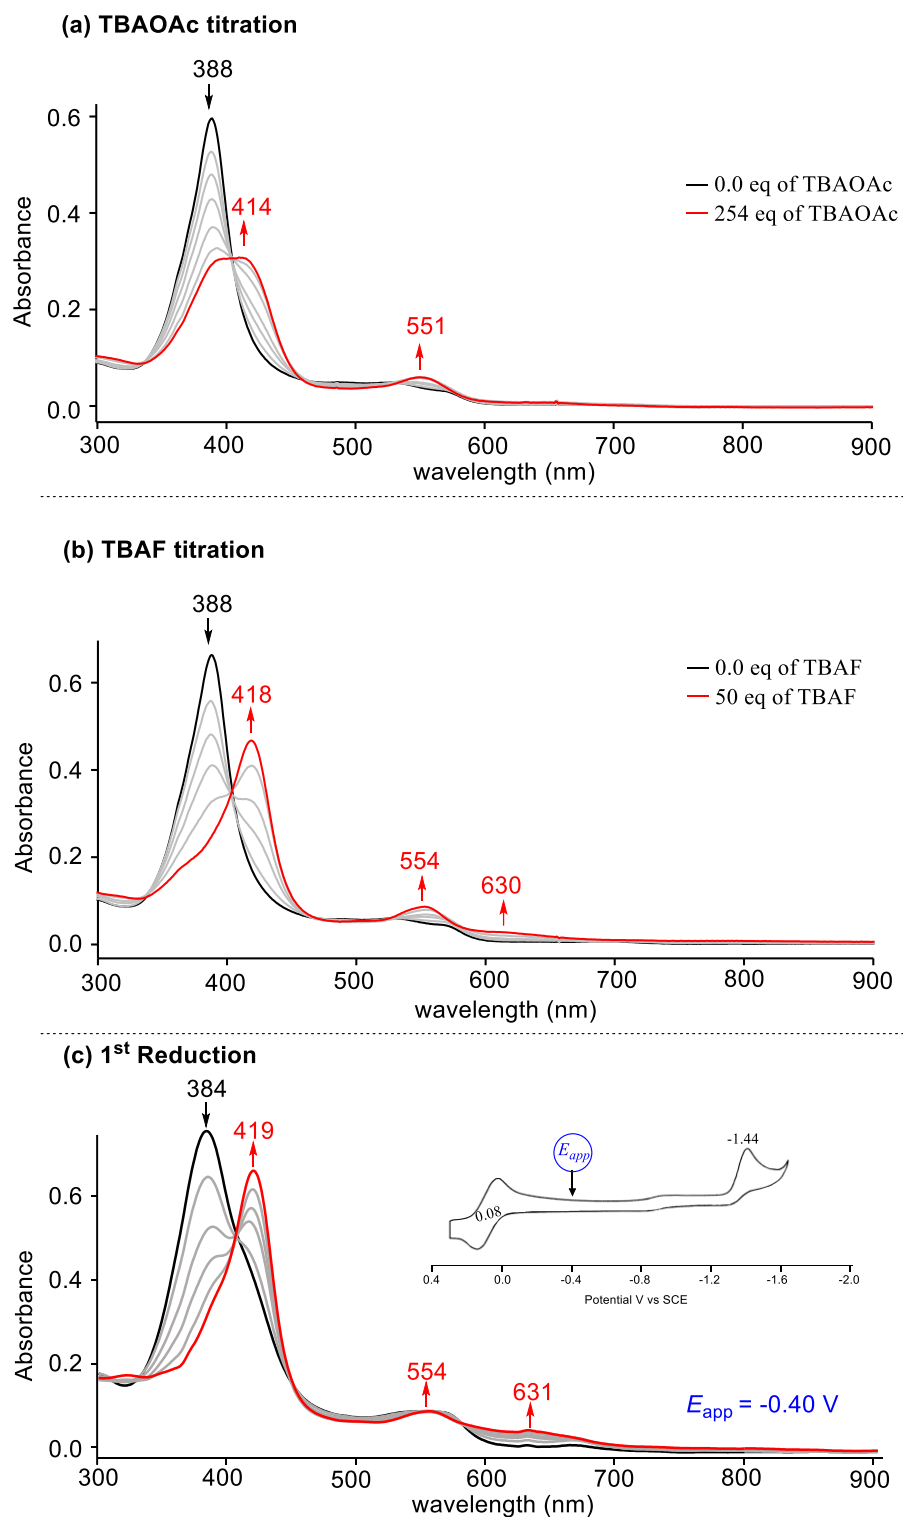 (a) TBAOAc titration
388
0.6
0.4
0.2
0.0
Absorbance
414
551
0.0 eq of TBAOAc
254 eq of TBAOAc
300 400 500 600 700 800 900
wavelength (nm)
(b) TBAF titration
388
0.6
0.4
0.2
0.0
Absorbance
418
554
630
0.0 eq of TBAF
50 eq of TBAF
300 400 500 600 700 800 900
wavelength (nm)
(c) 1st Reduction
384
0.6
0.4
0.2
0.0
Absorbance
419
554
631
Eapp
-1.44
0.08
0.4 0.0 -0.4 -0.8 -1.2 -1.6 -2.0
Potential V vs SCE
Eapp = -0.40 V
300 400 500 600 700 800 900
wavelength (nm)